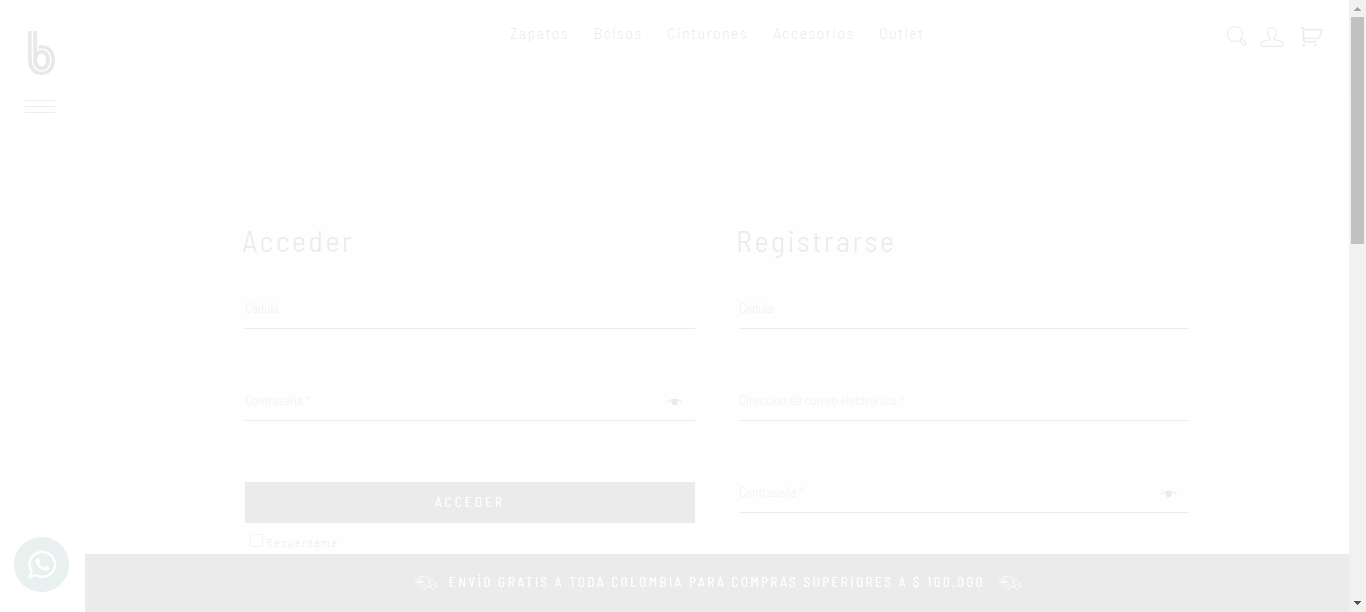 Zapatos Bolsos Cinturones Accesorios Outlet
b
Acceder
Registrarse
Cédula
Cédula
Contraseña *
Dirección de correo electrónico *
ACCEDER
Contraseña *
Recuérdame
ENVÍO GRATIS A TODA COLOMBIA PARA COMPRAS SUPERIORES A $ 100.000